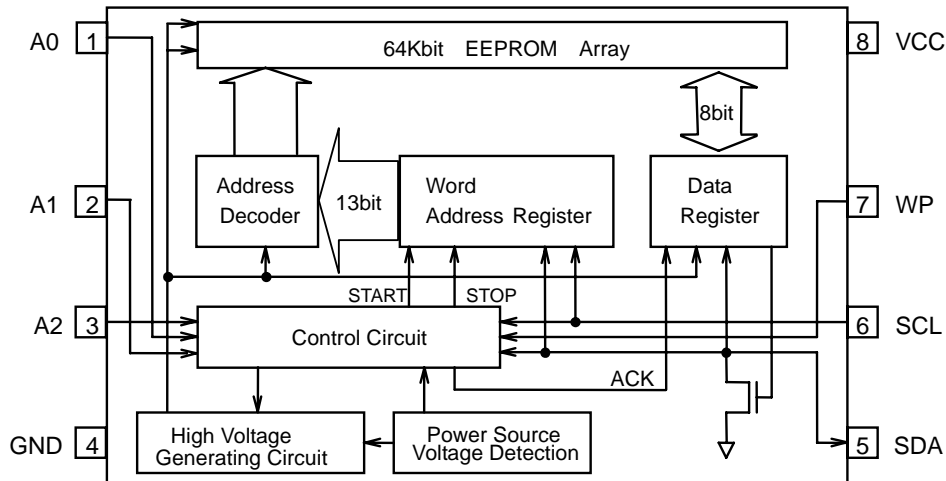 A0 1
64Kbit EEPROM Array
8 VCC
8bit
A1 2
Address
Decoder
13bit
Word
Address Register
Data
Register
7 WP
START
STOP
A2 3
Control Circuit
6 SCL
ACK
GND 4
High Voltage
Generating Circuit
Power Source
Voltage Detection
5 SDA